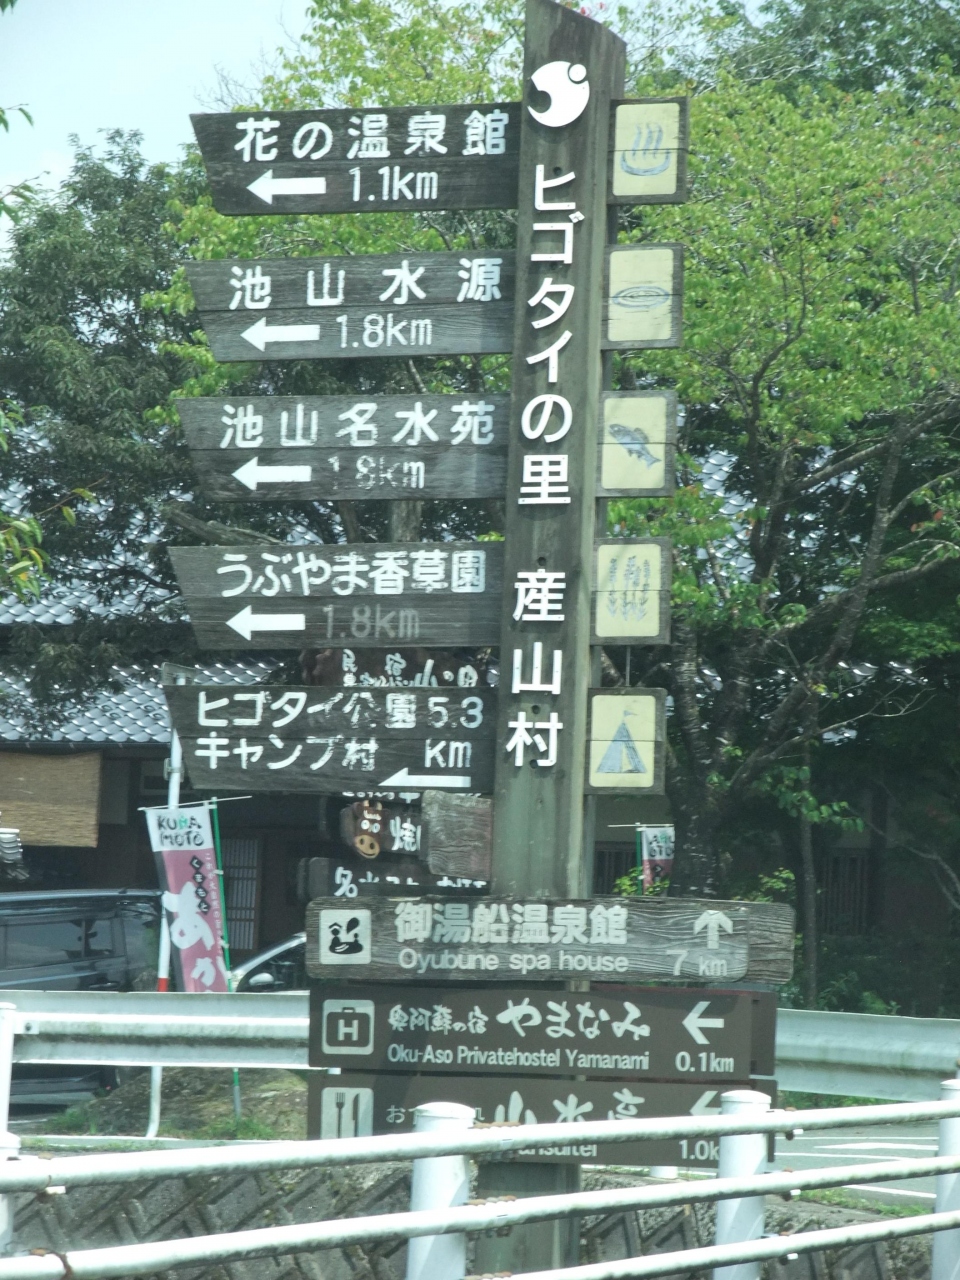 花の温泉館
1.1km
ヒゴタイの里 産山村
池山水源
1.8km
池山名水苑
1.8km
うぶやま香草園
1.8km
ヒゴタイ公園 5.3
キャンプ村 Km
KUMA
MOTO
御湯船温泉館
Oyubune spa house 7 km
奥阿蘇の宿 やまなみ
Oku-Aso Privatehostel Yamanami 0.1km
H
山水亭